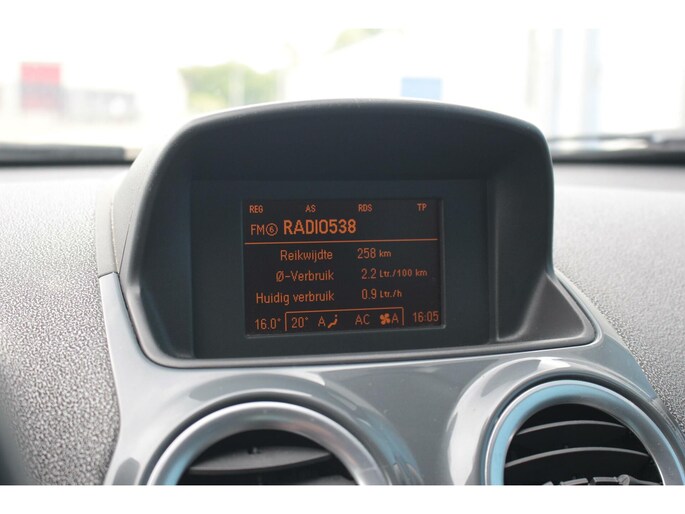 REG AS RDS TP
FM⑥ RADIO538
Reikwijdte 258 km
Ø-Verbruik 2.2 Ltr./100 km
Huidig verbruik 0.9 Ltr./h
16.0° 20° A AC A 16:05